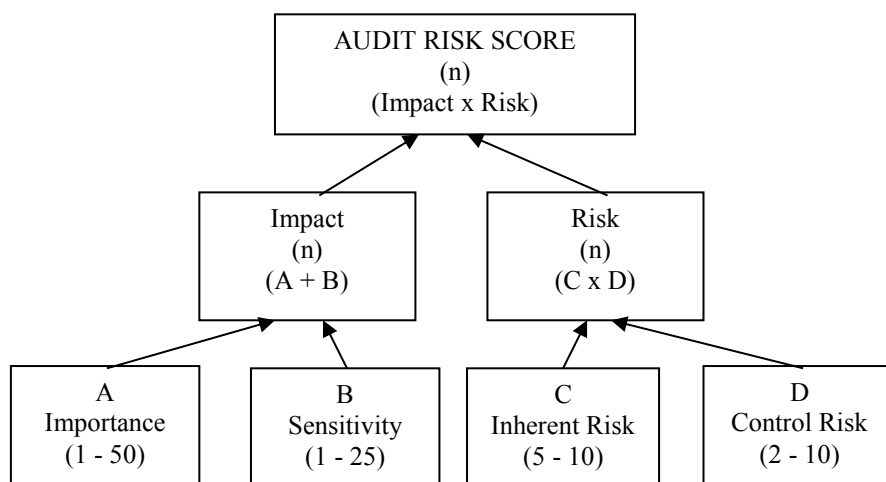 AUDIT RISK SCORE
(n)
(Impact x Risk)
Impact
(n)
(A + B)
Risk
(n)
(C x D)
A
Importance
(1 - 50)
B
Sensitivity
(1 - 25)
C
Inherent Risk
(5 - 10)
D
Control Risk
(2 - 10)